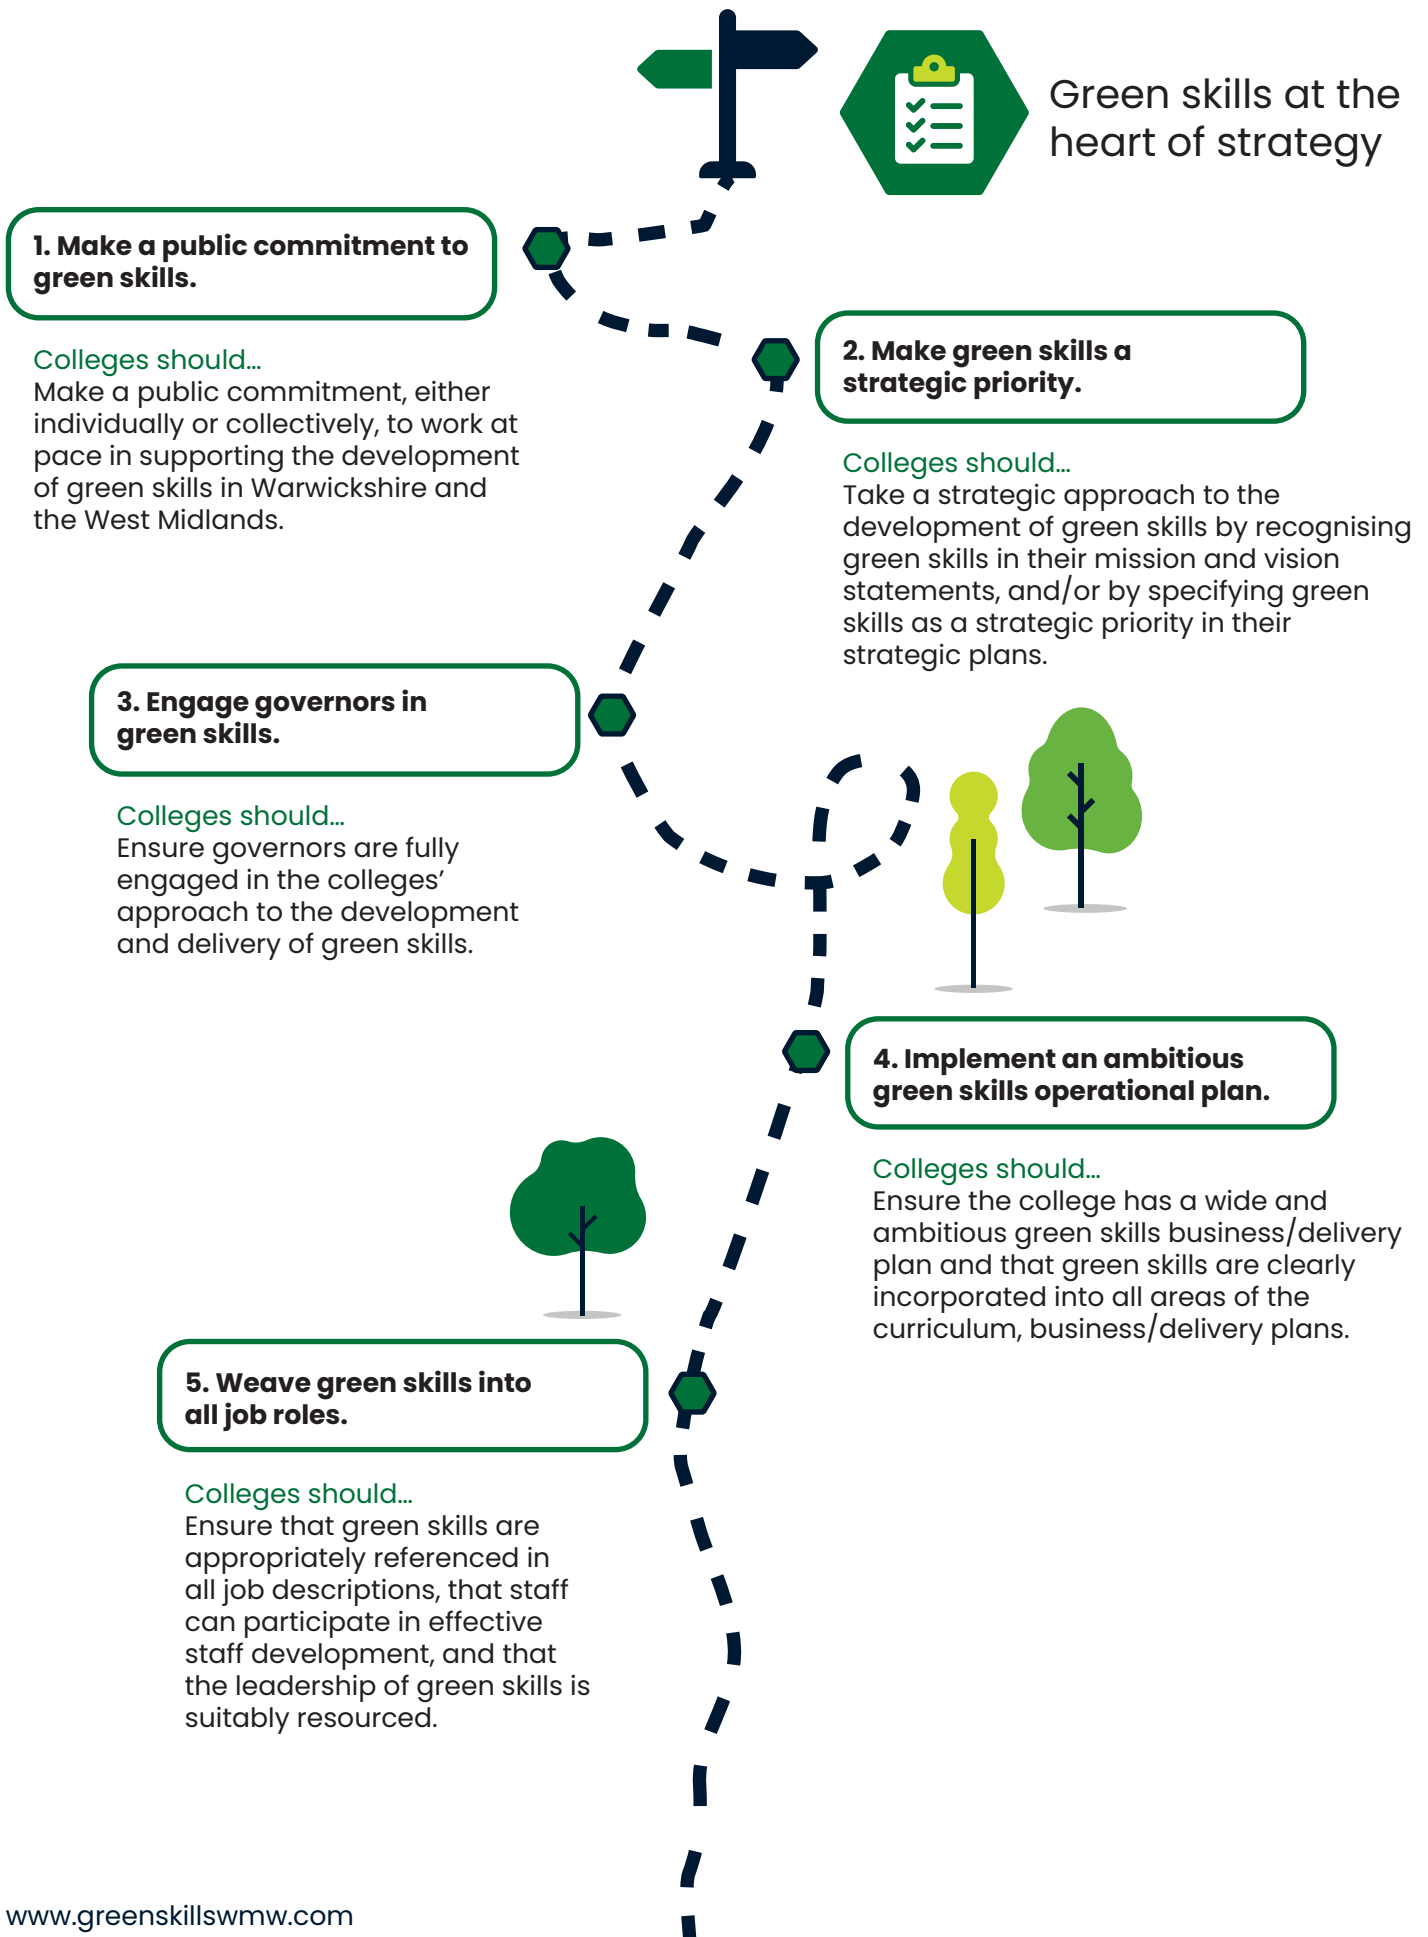 Green skills at the
heart of strategy
1. Make a public commitment to
green skills.
Colleges should...
Make a public commitment, either
individually or collectively, to work at
pace in supporting the development
of green skills in Warwickshire and
the West Midlands.
2. Make green skills a
strategic priority.
Colleges should...
Take a strategic approach to the
development of green skills by recognising
green skills in their mission and vision
statements, and/or by specifying green
skills as a strategic priority in their
strategic plans.
3. Engage governors in
green skills.
Colleges should...
Ensure governors are fully
engaged in the colleges’
approach to the development
and delivery of green skills.
4. Implement an ambitious
green skills operational plan.
Colleges should...
Ensure the college has a wide and
ambitious green skills business/delivery
plan and that green skills are clearly
incorporated into all areas of the
curriculum, business/delivery plans.
5. Weave green skills into
all job roles.
Colleges should...
Ensure that green skills are
appropriately referenced in
all job descriptions, that staff
can participate in effective
staff development, and that
the leadership of green skills is
suitably resourced.
www.greenskillswmw.com